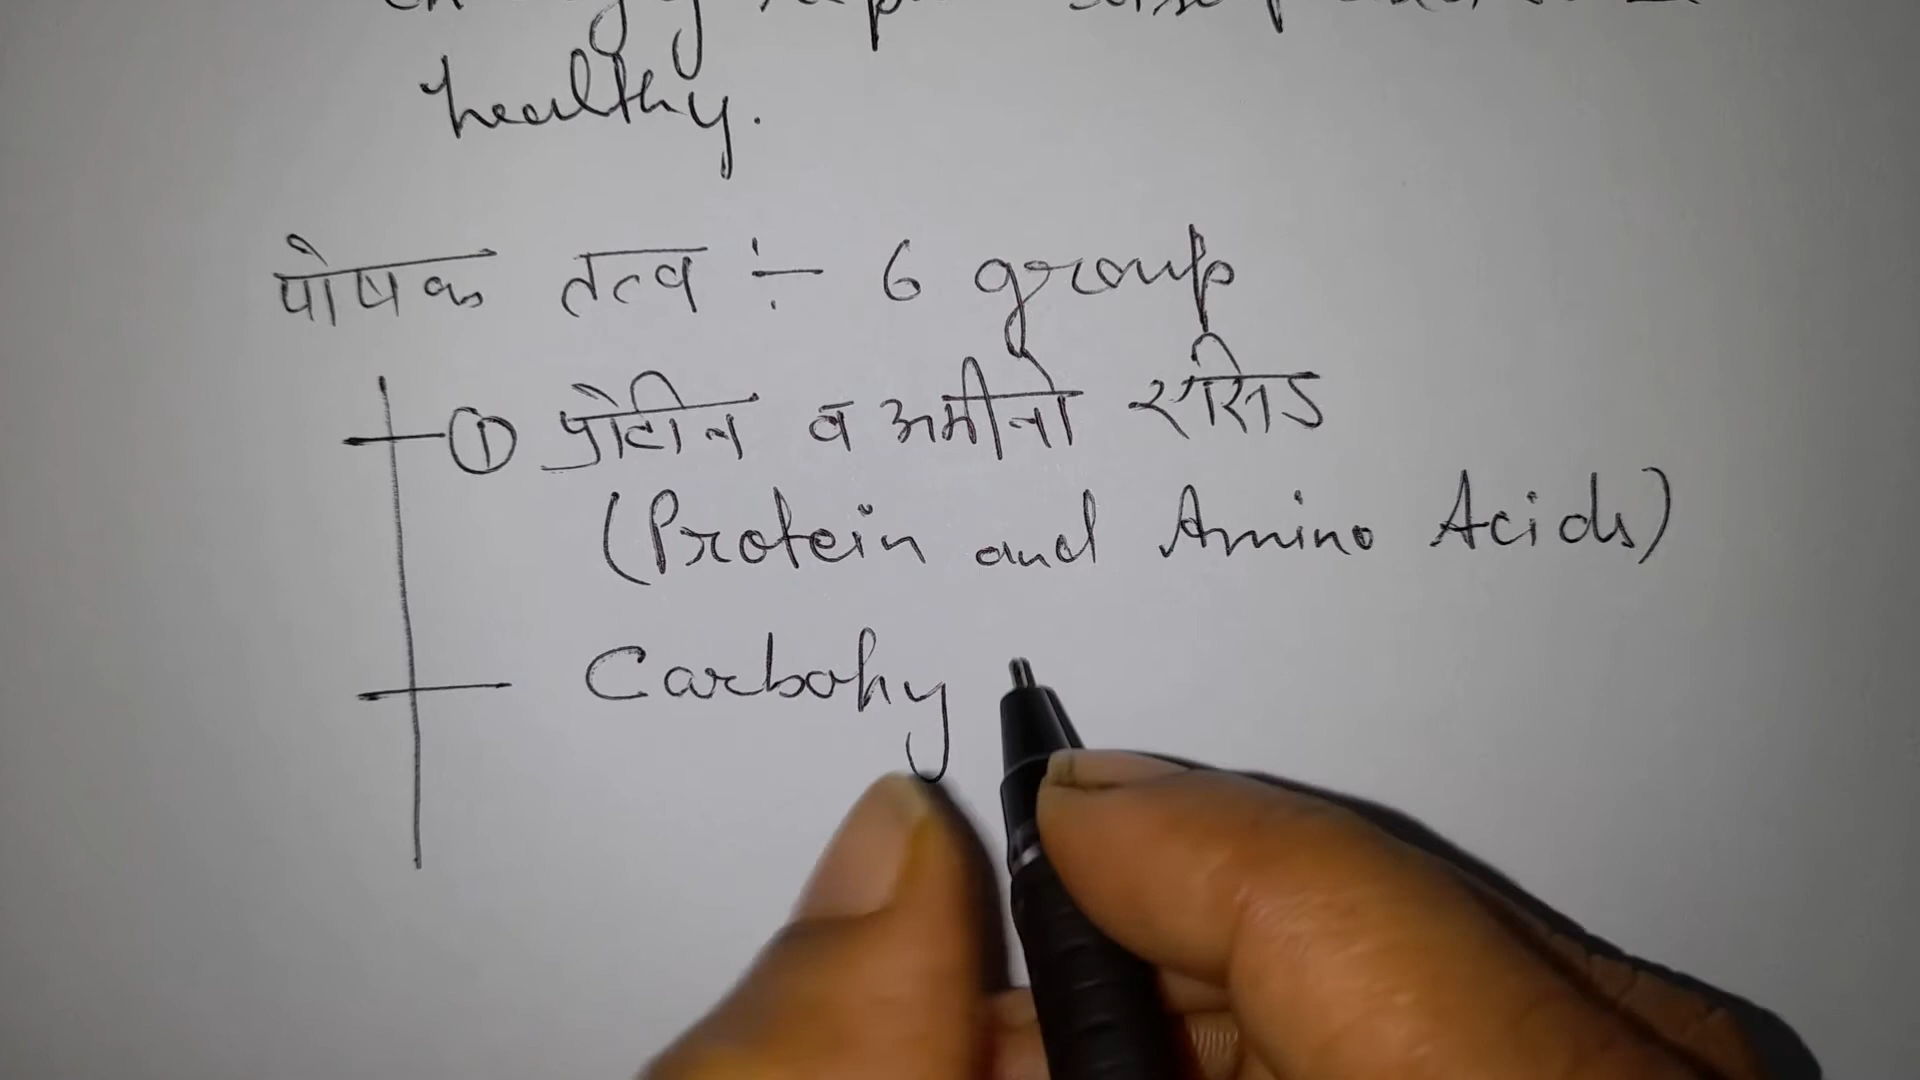 healthy.
पोषक तत्व ÷ 6 group
① प्रोटीन व अमीनो एसिड
(Protein and Amino Acids)
Carbohy